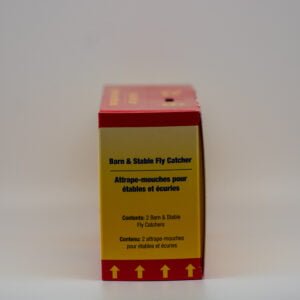 Barn & Stable Fly Catcher
Attrape-mouches pour
étables et écuries
Contents: 2 Barn & Stable
Fly Catchers
Contenu: 2 attrape-mouches
pour étables et écuries